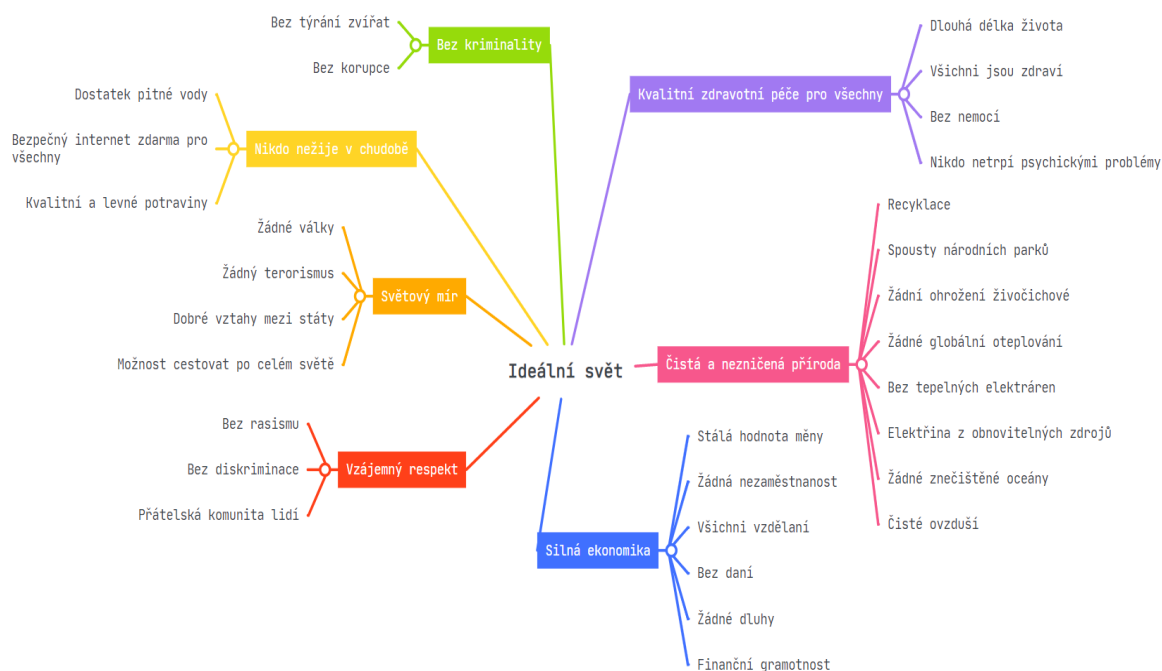 Ideální svět
Bez kriminality
Bez týrání zvířat
Bez korupce
Nikdo nežije v chudobě
Dostatek pitné vody
Bezpečný internet zdarma pro
všechny
Kvalitní a levné potraviny
Světový mír
Žádné války
Žádný terorismus
Dobré vztahy mezi státy
Možnost cestovat po celém světě
Vzájemný respekt
Bez rasismu
Bez diskriminace
Přátelská komunita lidí
Kvalitní zdravotní péče pro všechny
Dlouhá délka života
Všichni jsou zdraví
Bez nemocí
Nikdo netrpí psychickými problémy
Čistá a nezničená příroda
Recyklace
Spousty národních parků
Žádní ohrožení živočichové
Žádné globální oteplování
Bez tepelných elektráren
Elektřina z obnovitelných zdrojů
Žádné znečištěné oceány
Čisté ovzduší
Silná ekonomika
Stálá hodnota měny
Žádná nezaměstnanost
Všichni vzdělaní
Bez daní
Žádné dluhy
Finanční gramotnost